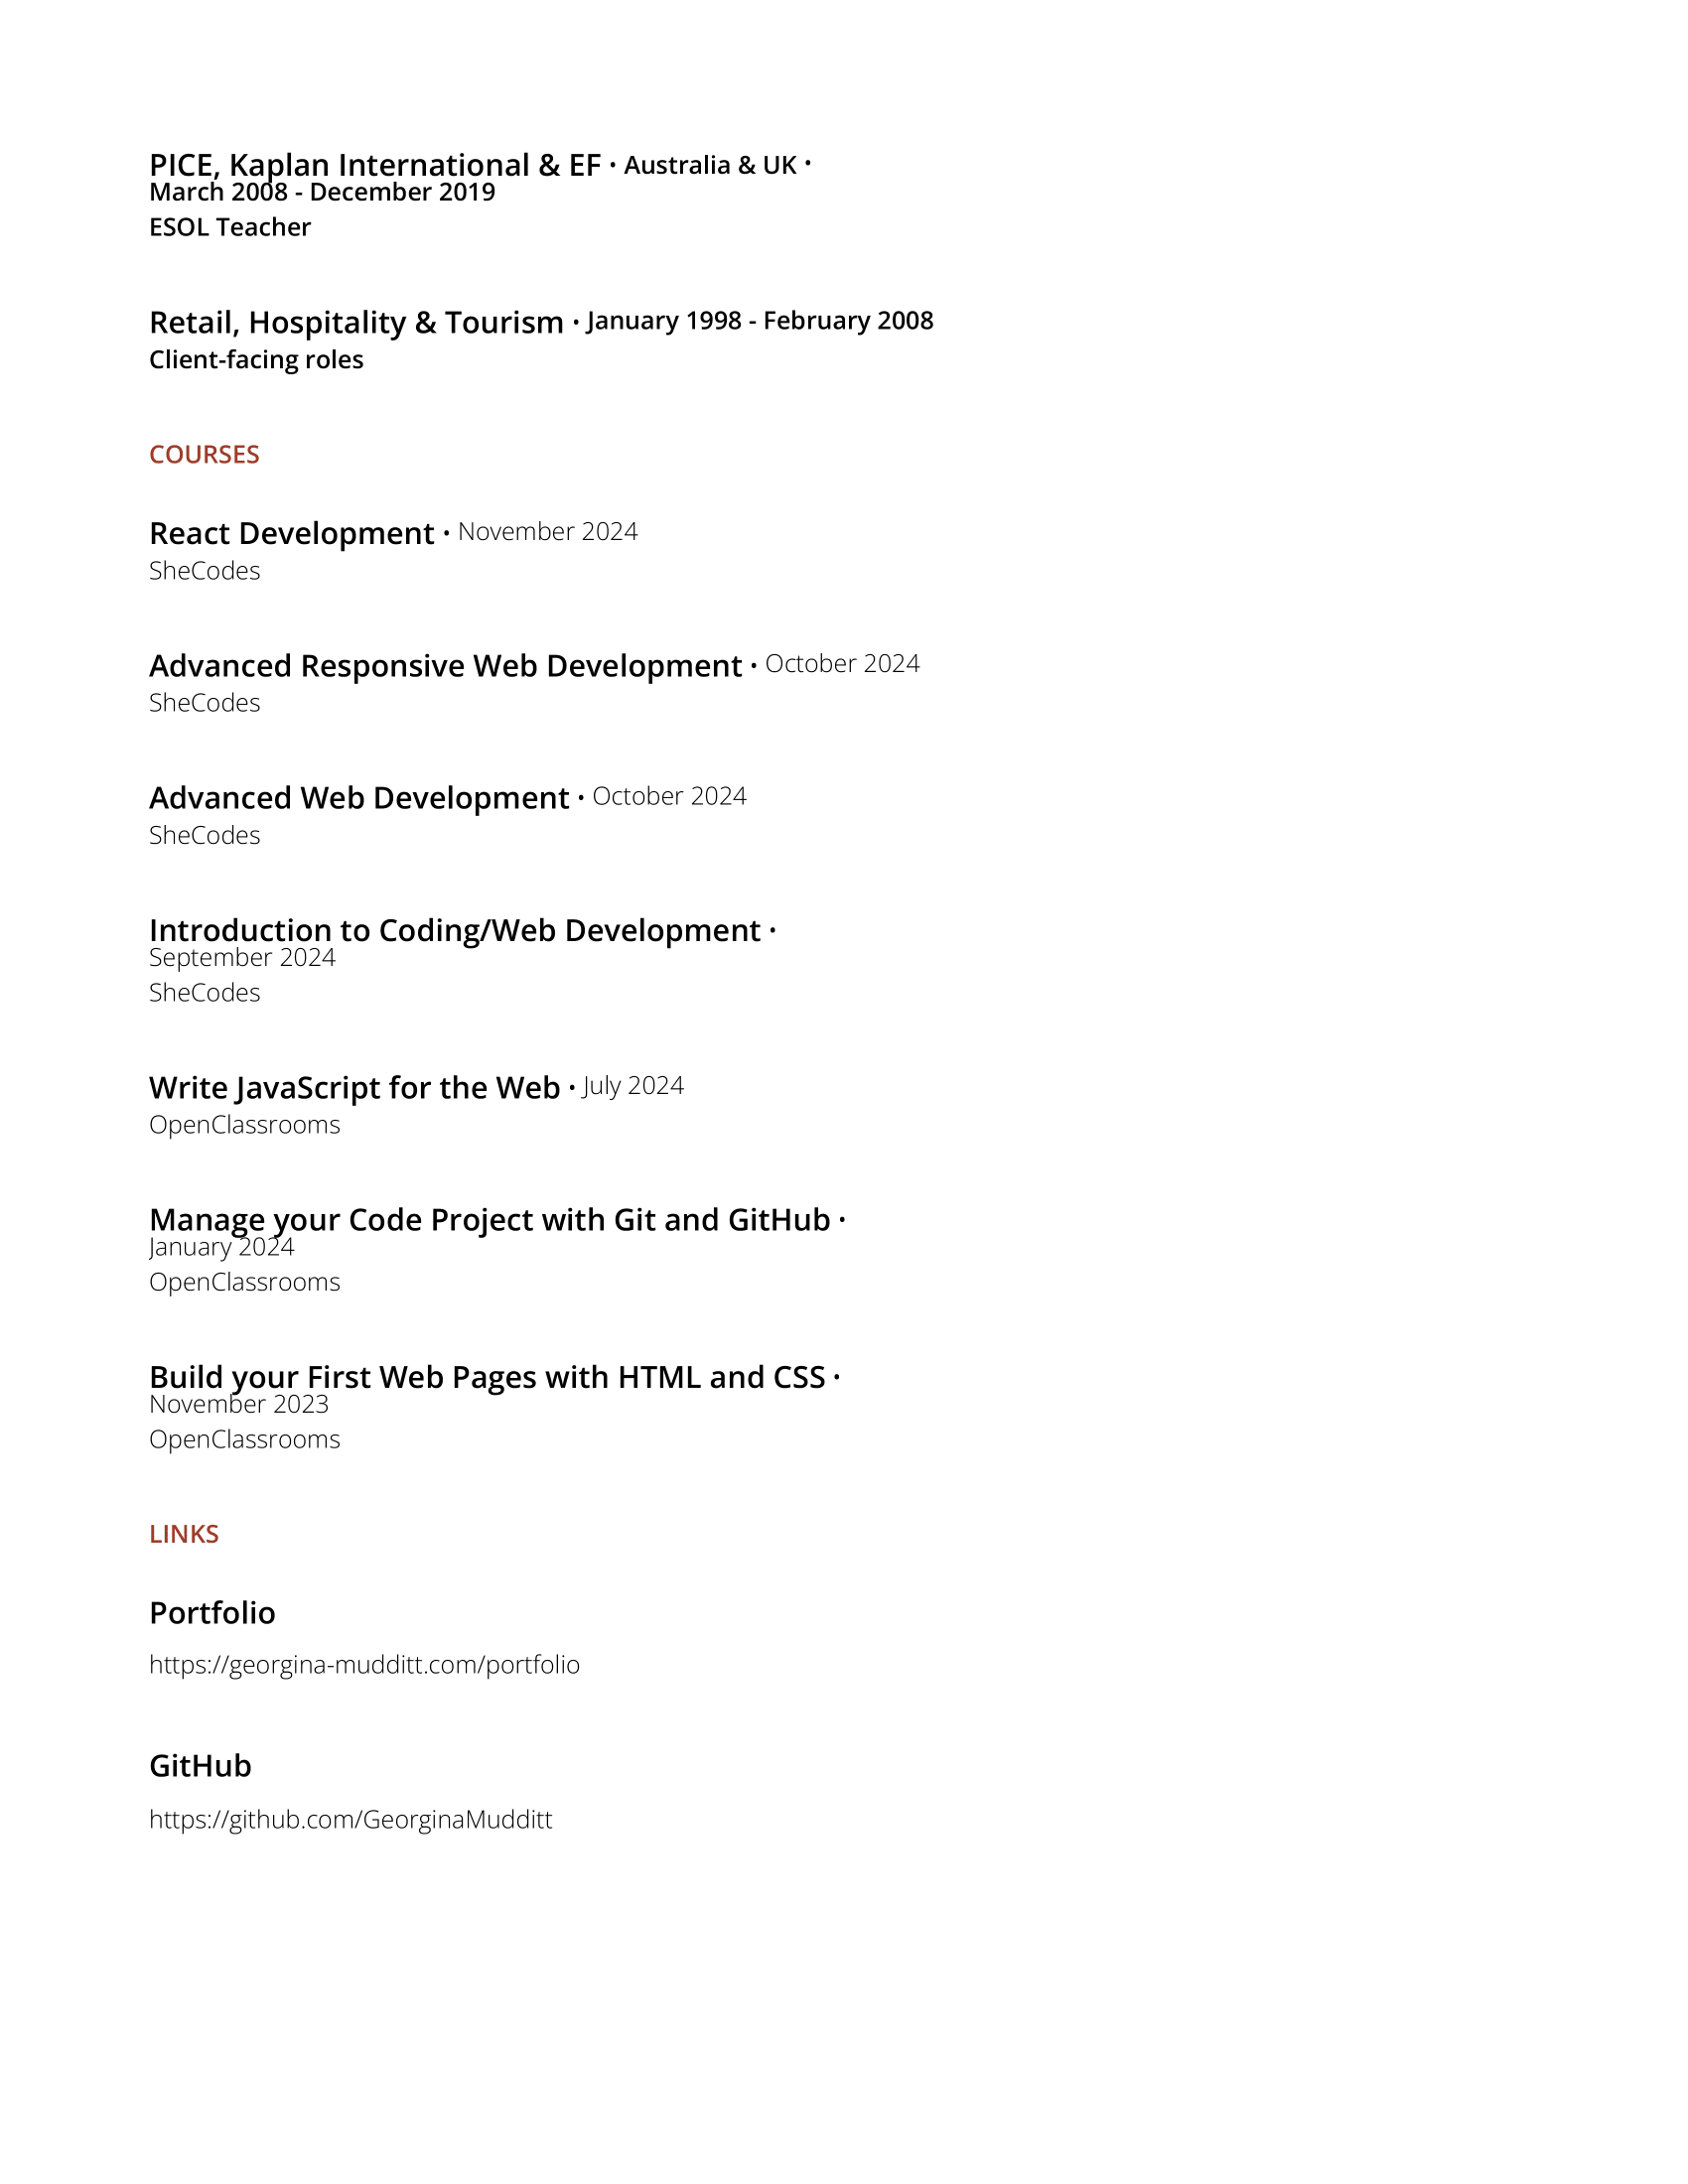 PICE, Kaplan International & EF • Australia & UK •
March 2008 - December 2019
ESOL Teacher
Retail, Hospitality & Tourism • January 1998 - February 2008
Client-facing roles
COURSES
React Development • November 2024
SheCodes
Advanced Responsive Web Development • October 2024
SheCodes
Advanced Web Development • October 2024
SheCodes
Introduction to Coding/Web Development •
September 2024
SheCodes
Write JavaScript for the Web • July 2024
OpenClassrooms
Manage your Code Project with Git and GitHub •
January 2024
OpenClassrooms
Build your First Web Pages with HTML and CSS •
November 2023
OpenClassrooms
LINKS
Portfolio
https://georgina-mudditt.com/portfolio
GitHub
https://github.com/GeorginaMudditt